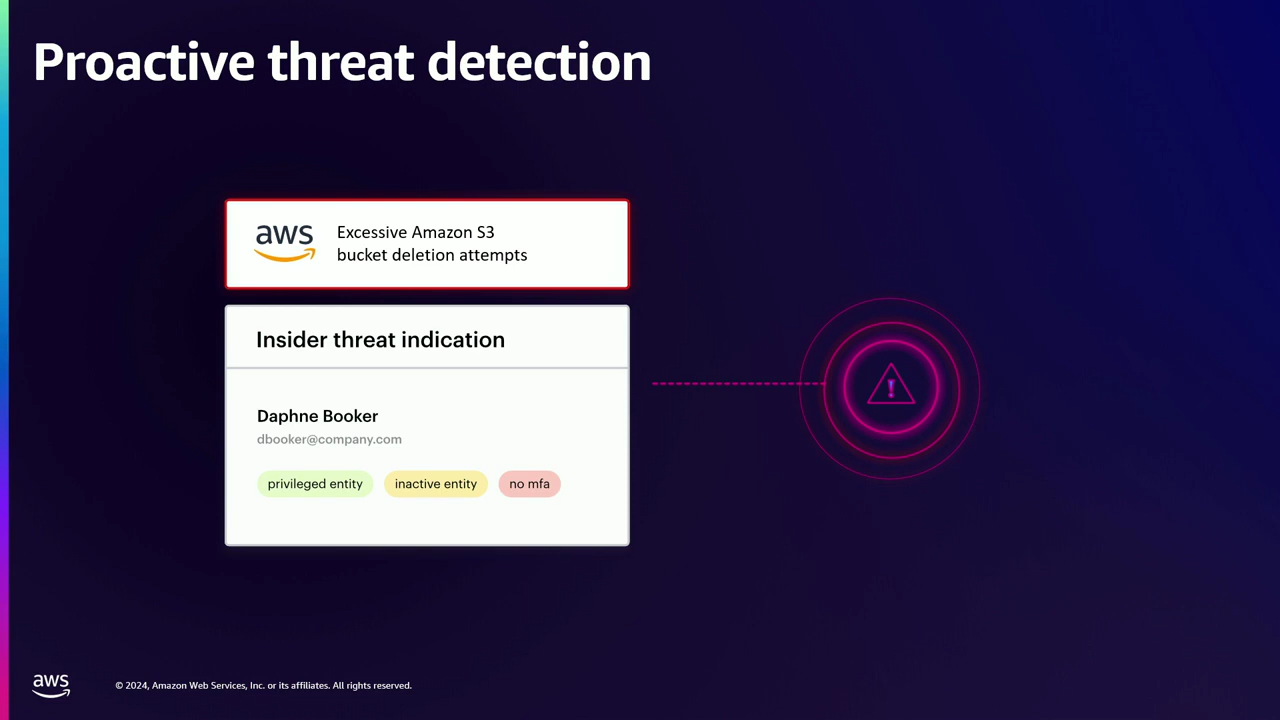 Proactive threat detection
aws
Excessive Amazon S3
bucket deletion attempts
Insider threat indication
Daphne Booker
dbooker@company.com
privileged entity
inactive entity
no mfa
!
aws
© 2024, Amazon Web Services, Inc. or its affiliates. All rights reserved.